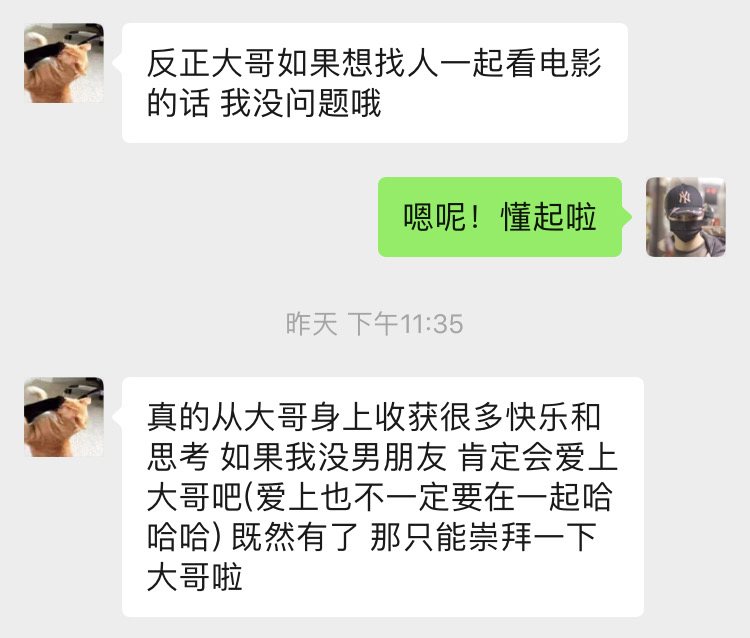 反正大哥如果想找人一起看电影
的话 我没问题哦
嗯呢！懂起啦
昨天 下午11:35
真的从大哥身上收获很多快乐和
思考 如果我没男朋友 肯定会爱上
大哥吧(爱上也不一定要在一起哈
哈哈) 既然有了 那只能崇拜一下
大哥啦